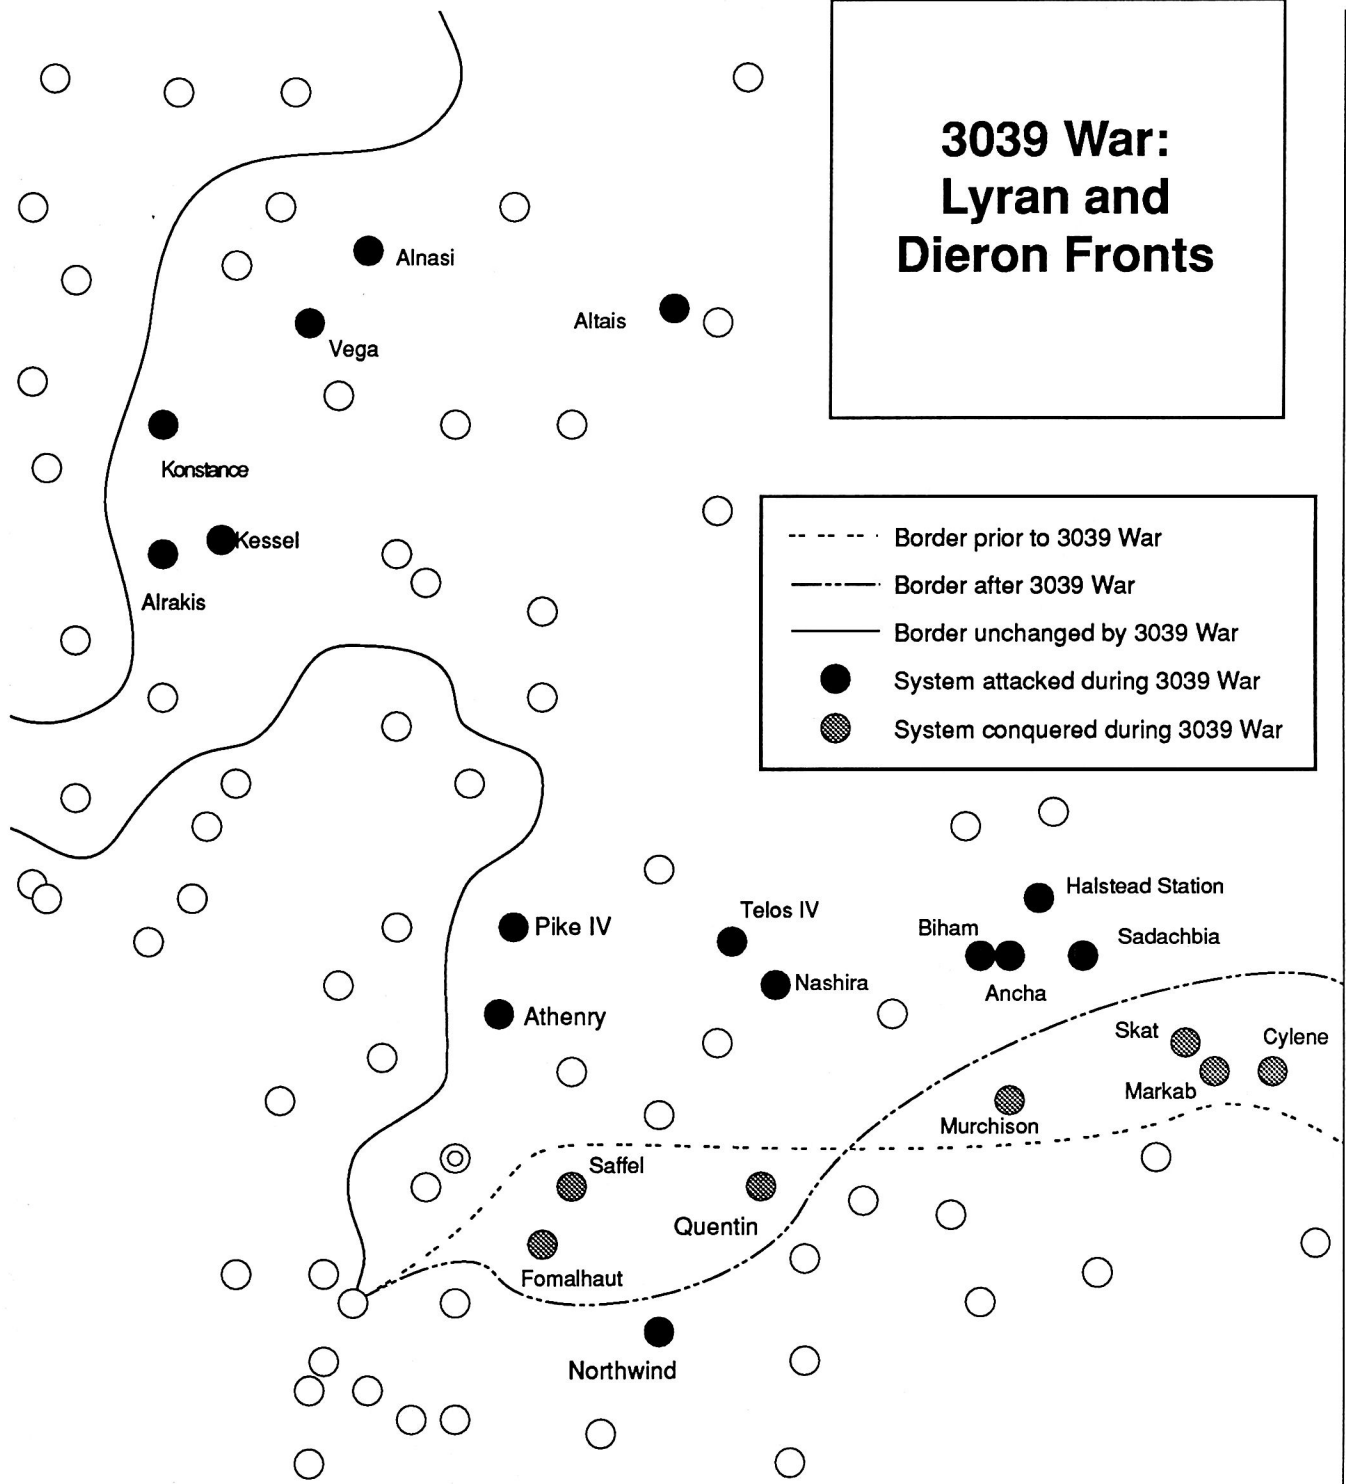 3039 War:
Lyran and
Dieron Fronts
Alnasi
Altais
Vega
Konstance
Kessel
Alrakis
Border prior to 3039 War
Border after 3039 War
Border unchanged by 3039 War
System attacked during 3039 War
System conquered during 3039 War
Halstead Station
Telos IV
Pike IV
Biham
Sadachbia
Nashira
Ancha
Athenry
Skat
Cylene
Markab
Murchison
Saffel
Quentin
Fomalhaut
Northwind